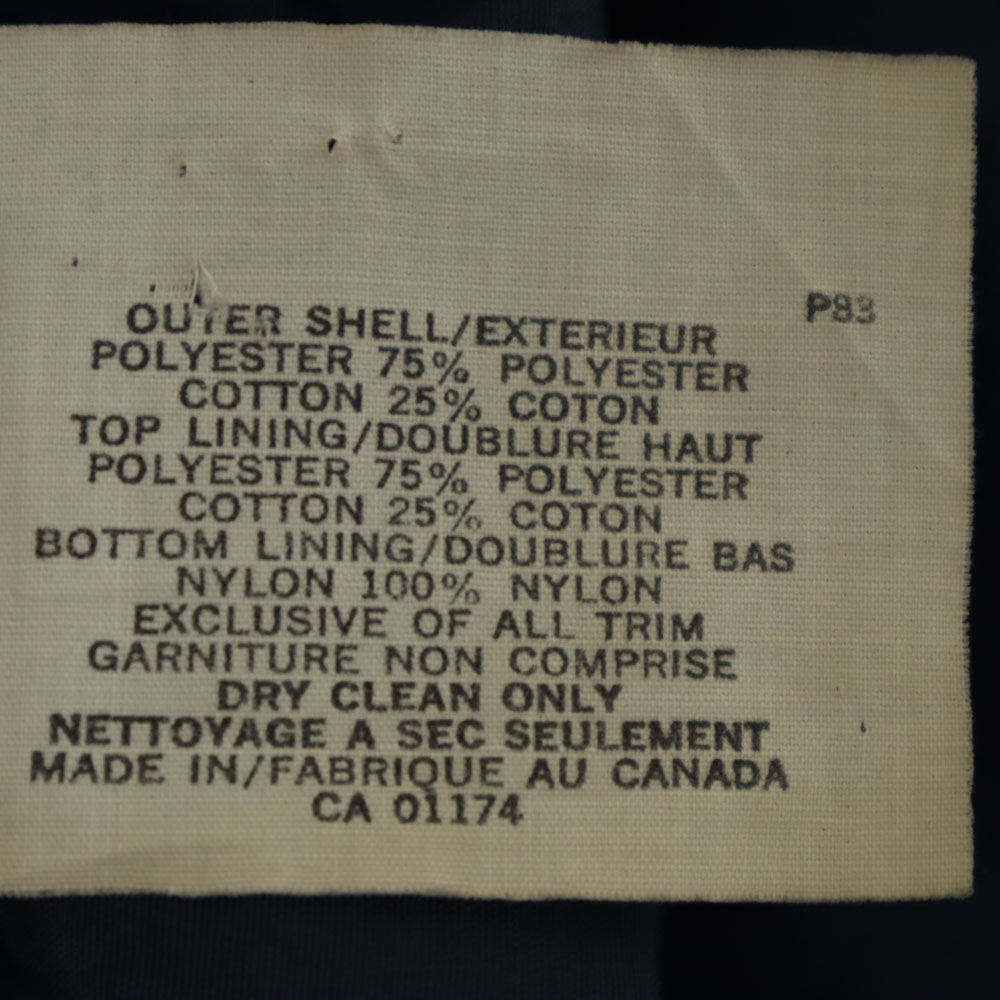 P83
OUTER SHELL/EXTERIEUR
POLYESTER 75% POLYESTER
COTTON 25% COTON
TOP LINING/DOUBLURE HAUT
POLYESTER 75% POLYESTER
COTTON 25% COTON
BOTTOM LINING/DOUBLURE BAS
NYLON 100% NYLON
EXCLUSIVE OF ALL TRIM
GARNITURE NON COMPRISE
DRY CLEAN ONLY
NETTOYAGE A SEC SEULEMENT
MADE IN/FABRIQUE AU CANADA
CA 01174